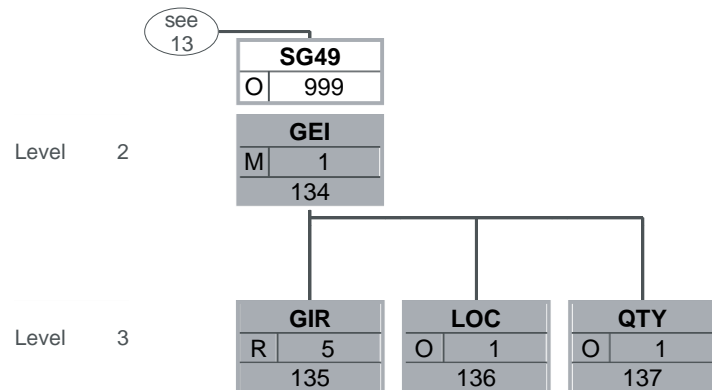 see
13
SG49
O 999
GEI
Level 2
M 1
134
GIR LOC QTY
Level 3
R 5 O 1 O 1
135 136 137